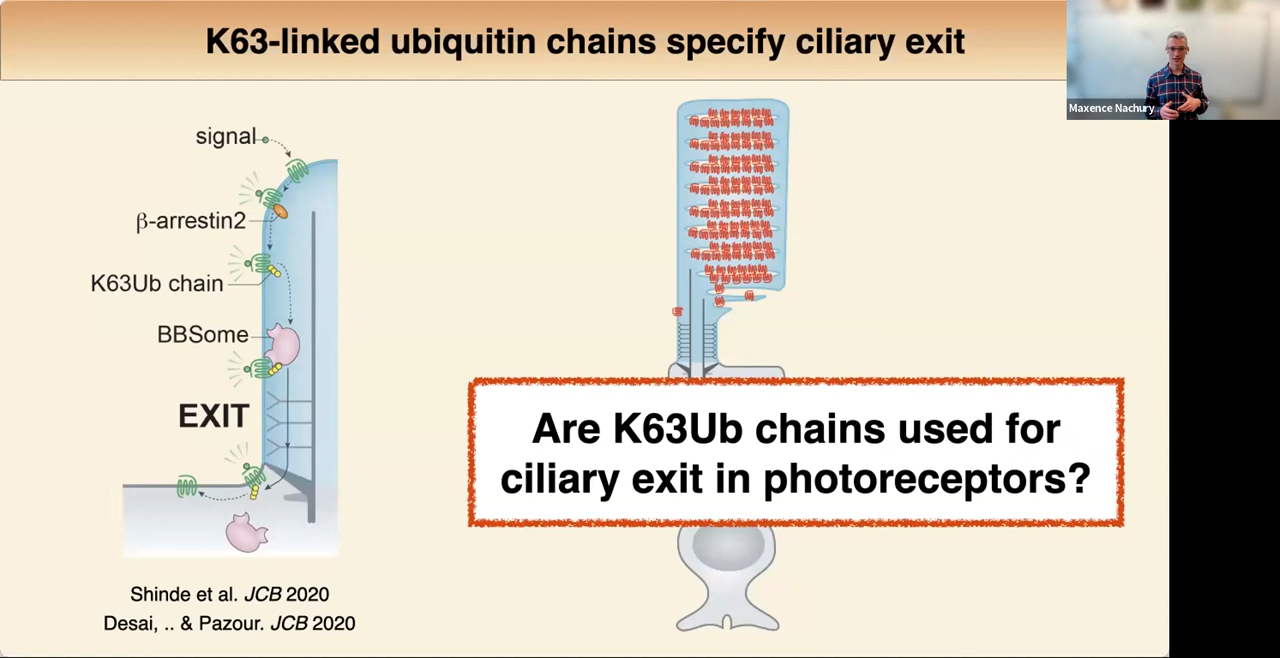 K63-linked ubiquitin chains specify ciliary exit
Maxence Nachury
signal
β-arrestin2
K63Ub chain
BBSome
EXIT
Are K63Ub chains used for
ciliary exit in photoreceptors?
Shinde et al. JCB 2020
Desai, .. & Pazour. JCB 2020